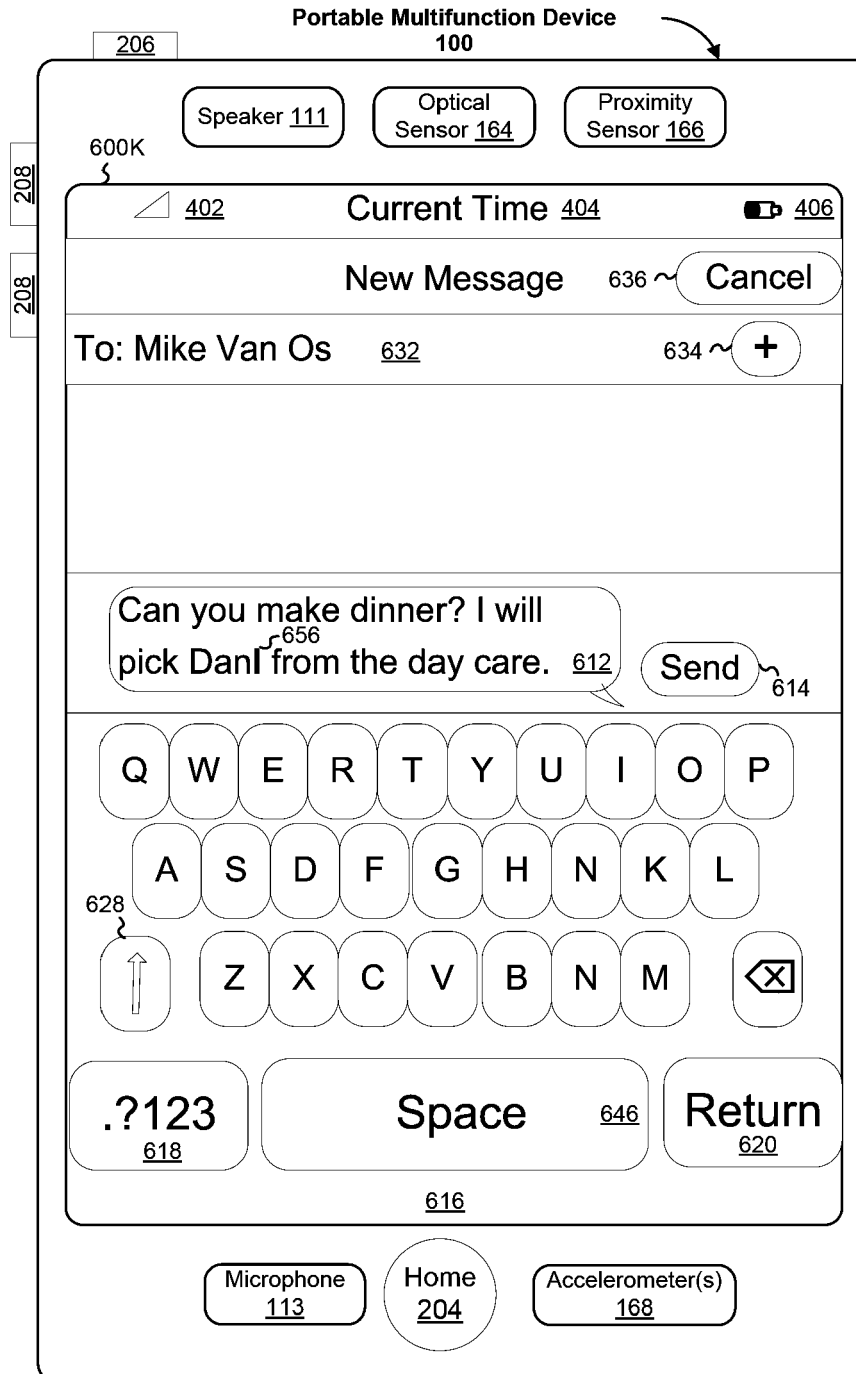 Portable Multifunction Device
100
206
Speaker 111
Optical
Sensor 164
Proximity
Sensor 166
208
600K
402 Current Time 404 406
208
New Message 636 Cancel
To: Mike Van Os 632 634 +
Can you make dinner? I will
656
pick Dan from the day care. 612
Send
614
Q W E R T Y U I O P
A S D F G H N K L
628
Z X C V B N M
.?123
618
Space 646
Return
620
616
Microphone
113
Home
204
Accelerometer(s)
168